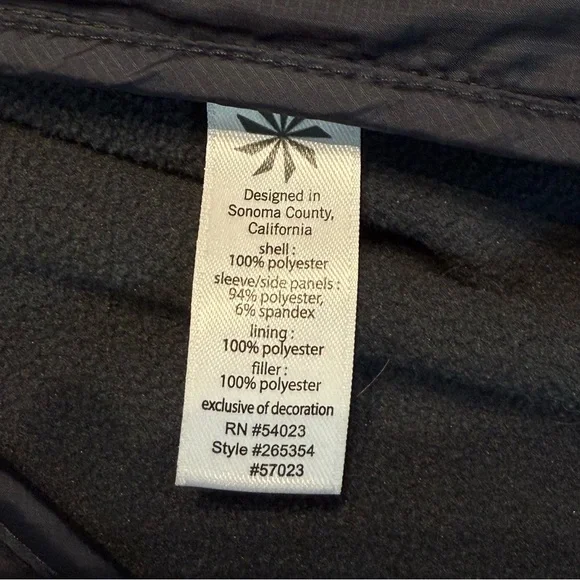 Designed in
Sonoma County,
California
shell :
100% polyester
sleeve/side panels :
94% polyester,
6% spandex
lining :
100% polyester
filler :
100% polyester
exclusive of decoration
RN #54023
Style #265354
#57023